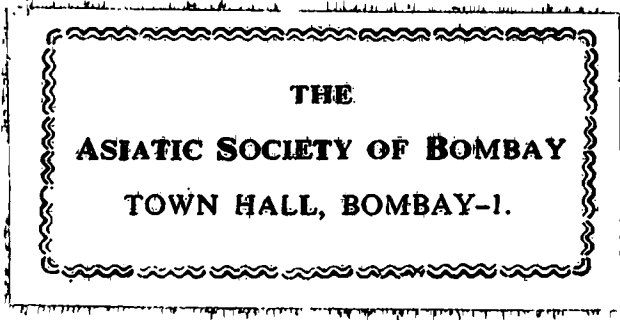 THE
ASIATIC SOCIETY OF BOMBAY
TOWN HALL, BOMBAY-1.